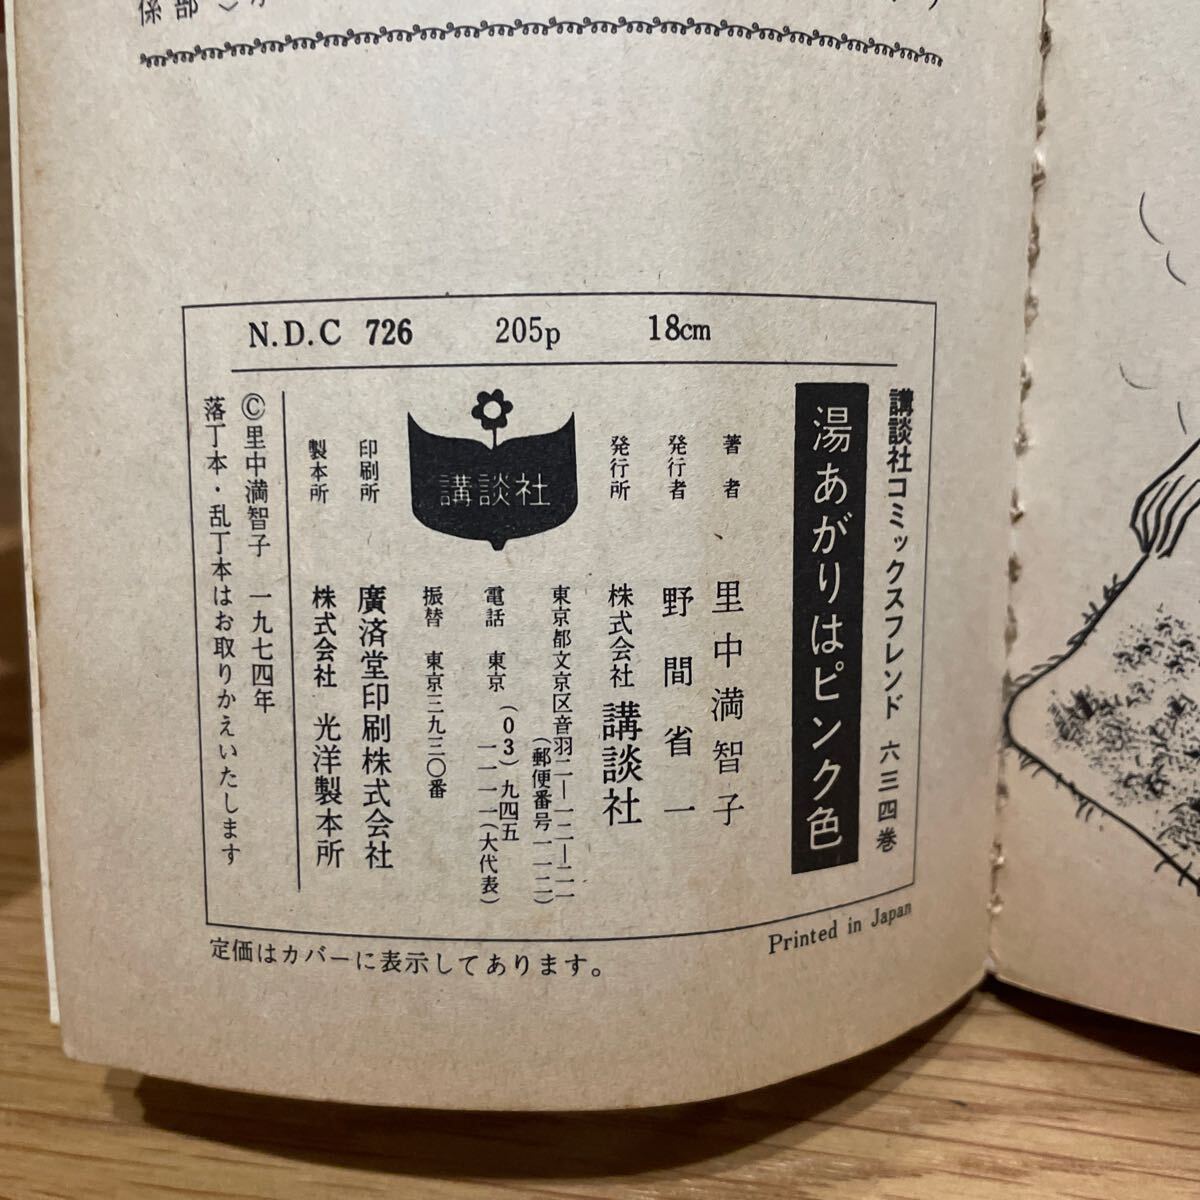 係部
N.D.C 726 205p 18cm
講談社コミックスフレンド 六三四巻
湯あがりはピンク色
著者 里中満智子
発行者 野間省一
発行所 株式会社 講談社
東京都文京区音羽二—一二—二一
(郵便番号一一二)
電話 東京(03)九四五
一一一一(大代表)
振替 東京三九三〇番
講談社
印刷所 廣済堂印刷株式会社
製本所 株式会社 光洋製本所
©里中満智子 一九七四年
落丁本・乱丁本はお取りかえいたします
定価はカバーに表示してあります。
Printed in Japan